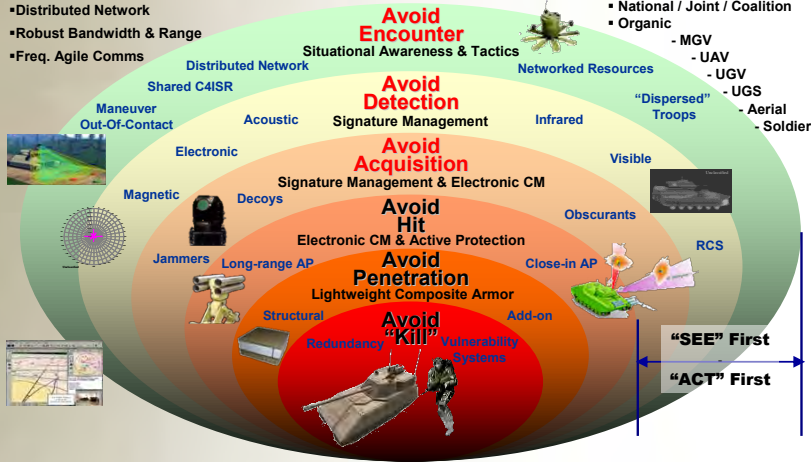 ▪Distributed Network
▪Robust Bandwidth & Range
▪Freq. Agile Comms
▪ National / Joint / Coalition
▪ Organic
- MGV
- UAV
- UGV
- UGS
- Aerial
- Soldier
Avoid
Encounter
Situational Awareness & Tactics
Distributed Network
Networked Resources
Shared C4ISR
Maneuver
Out-Of-Contact
"Dispersed"
Troops
Avoid
Detection
Signature Management
Acoustic
Infrared
Electronic
Visible
Avoid
Acquisition
Signature Management & Electronic CM
Magnetic
Decoys
Obscurants
RCS
Unclassified
Avoid
Hit
Electronic CM & Active Protection
Jammers
Long-range AP
Close-in AP
Avoid
Penetration
Lightweight Composite Armor
Structural
Add-on
Avoid
"Kill"
Redundancy
Vulnerability
Systems
"SEE" First
-
"ACT" First